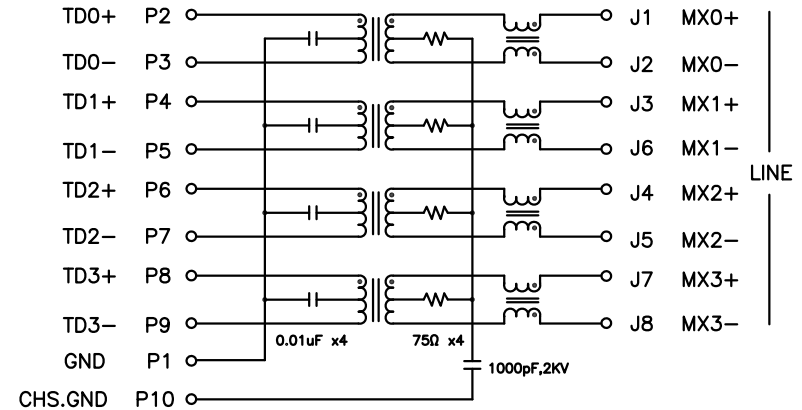 TD0+ P2 J1 MX0+
TD0- P3 J2 MX0-
TD1+ P4 J3 MX1+
TD1- P5 J6 MX1-
LINE
TD2+ P6 J4 MX2+
TD2- P7 J5 MX2-
TD3+ P8 J7 MX3+
TD3- P9 J8 MX3-
0.01uF x4 75Ω x4
GND P1
1000pF,2KV
CHS.GND P10